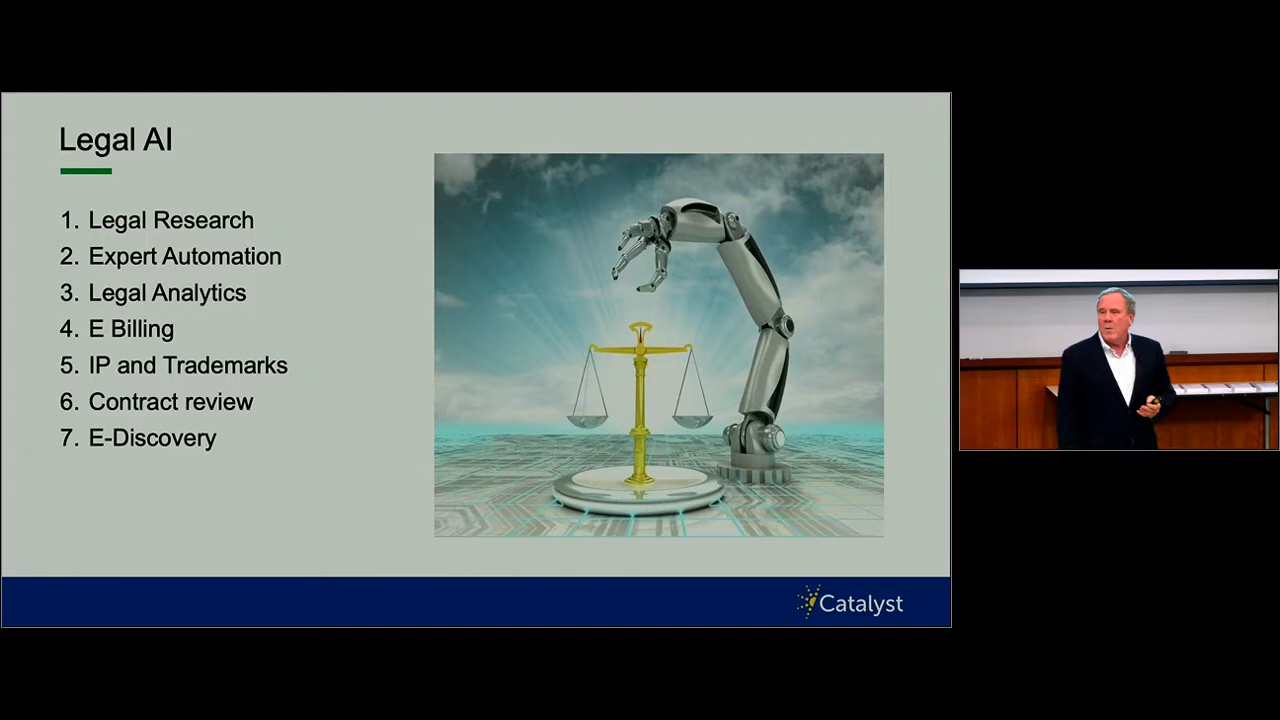 Legal AI
1. Legal Research
2. Expert Automation
3. Legal Analytics
4. E Billing
5. IP and Trademarks
6. Contract review
7. E-Discovery
Catalyst